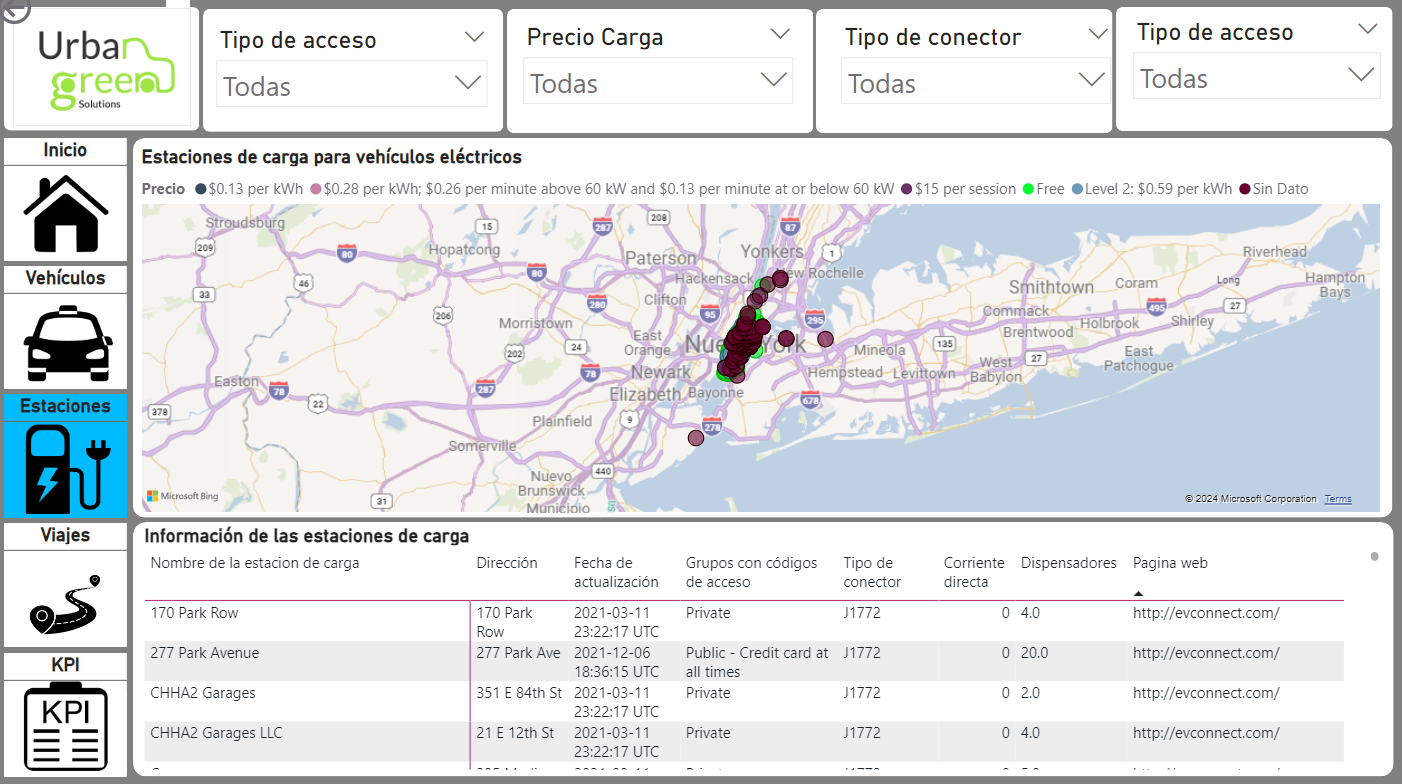 Urban
green
Solutions
Tipo de acceso
Todas
Precio Carga
Todas
Tipo de conector
Todas
Tipo de acceso
Todas
Inicio
Vehículos
Estaciones
Viajes
KPI
KPI
Estaciones de carga para vehículos eléctricos
Precio $0.13 per kWh $0.28 per kWh; $0.26 per minute above 60 kW and $0.13 per minute at or below 60 kW $15 per session Free Level 2: $0.59 per kWh Sin Dato
Stroudsburg
208
287
87
15
209
80
Hopatcong
Paterson
Yonkers
1
Riverhead
80
Hackensack
New Rochelle
46
33
280
Clifton
Smithtown
Coram
Long
Hampton
Bays
206
95
295
Commack
495
27
Morristown
Holbrook
Shirley
Brentwood
24
East
Orange
Nueva York
135
202
Mineola
27
East
Patchogue
West
Babylon
Easton
78
287
78
Newark
Hempstead
Levittown
378
22
Elizabeth
Bayonne
678
Plainfield
9
278
Somerville
440
Nuevo
Brunswick
31
Municipio
Microsoft Bing
© 2024 Microsoft Corporation Terms
Información de las estaciones de carga
Nombre de la estacion de carga
Dirección
Fecha de
actualización
Grupos con códigos
de acceso
Tipo de
conector
Corriente
directa
Dispensadores
Pagina web
170 Park Row
170 Park
Row
2021-03-11
23:22:17 UTC
Private
J1772
0
4.0
http://evconnect.com/
277 Park Avenue
277 Park Ave
2021-12-06
18:36:15 UTC
Public - Credit card at
all times
J1772
0
20.0
http://evconnect.com/
CHHA2 Garages
351 E 84th St
2021-03-11
23:22:17 UTC
Private
J1772
0
2.0
http://evconnect.com/
CHHA2 Garages LLC
21 E 12th St
2021-03-11
23:22:17 UTC
Private
J1772
0
4.0
http://evconnect.com/